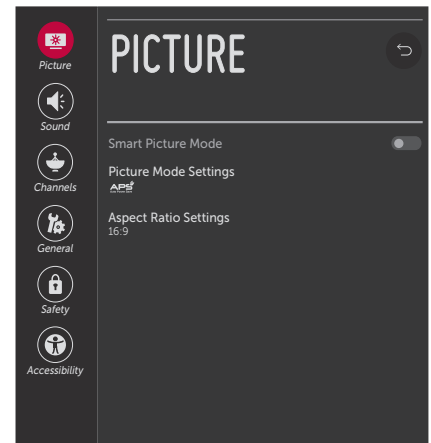 PICTURE
Picture
Sound
Channels
General
Safety
Accessibility
Smart Picture Mode
Picture Mode Settings
APS
Aspect Ratio Settings
16:9